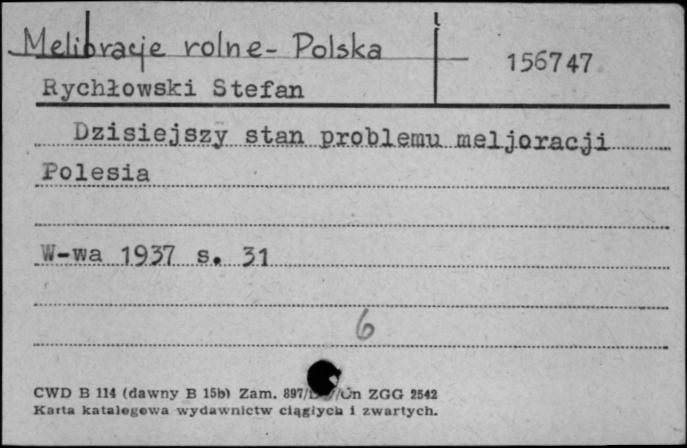 Melioracje rolne - Polska
156747
Rychłowski Stefan
Dzisiejszy stan problemu meljoracji
Polesia
W-wa 1937 s. 31
6
CWD B 114 (dawny B 15b) Zam. 897/ /Un ZGG 2542
Karta katalegowa wydawnictw ciągłych i zwartych.